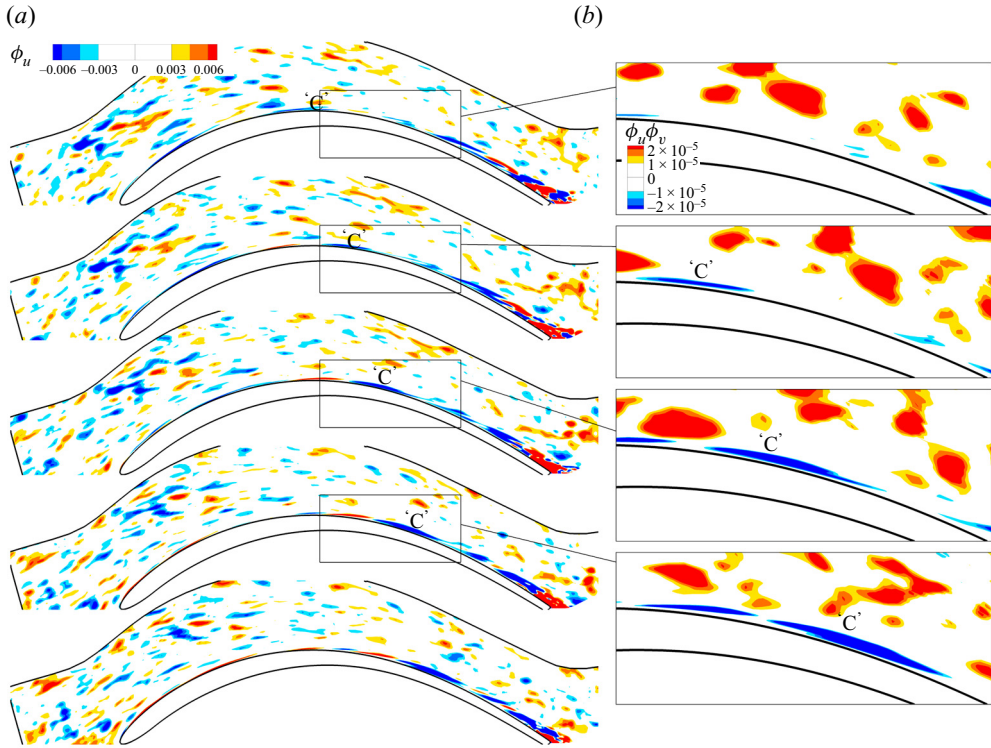 (a)
(b)
ϕu
−0.006 −0.003 0 0.003 0.006
'C'
'C'
'C'
'C'
ϕuϕv
2 × 10⁻⁵
1 × 10⁻⁵
0
−1 × 10⁻⁵
−2 × 10⁻⁵
'C'
'C'
'C'